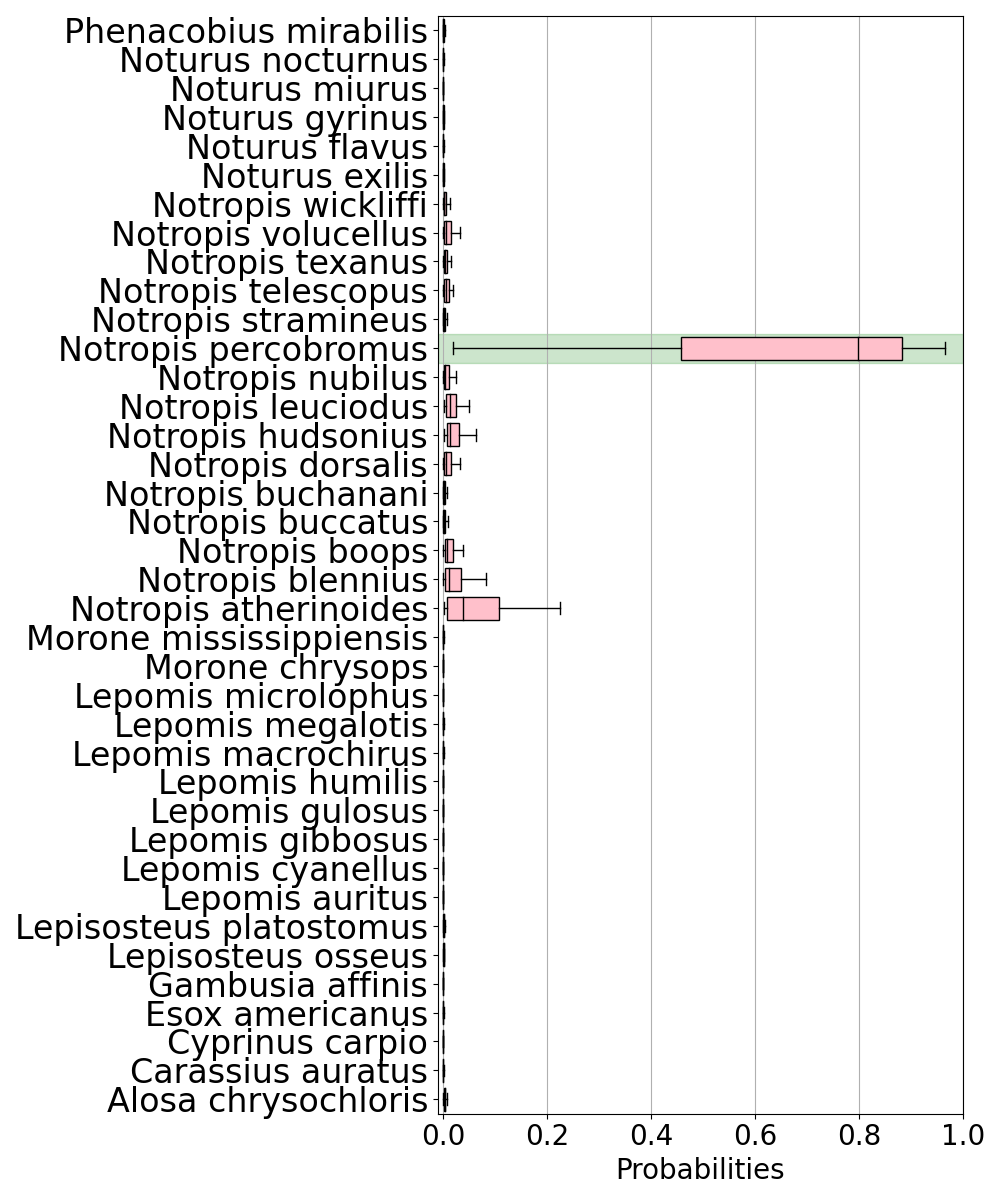 Phenacobius mirabilis
Noturus nocturnus
Noturus miurus
Noturus gyrinus
Noturus flavus
Noturus exilis
Notropis wickliffi
Notropis volucellus
Notropis texanus
Notropis telescopus
Notropis stramineus
Notropis percobromus
Notropis nubilus
Notropis leuciodus
Notropis hudsonius
Notropis dorsalis
Notropis buchanani
Notropis buccatus
Notropis boops
Notropis blennius
Notropis atherinoides
Morone mississippiensis
Morone chrysops
Lepomis microlophus
Lepomis megalotis
Lepomis macrochirus
Lepomis humilis
Lepomis gulosus
Lepomis gibbosus
Lepomis cyanellus
Lepomis auritus
Lepisosteus platostomus
Lepisosteus osseus
Gambusia affinis
Esox americanus
Cyprinus carpio
Carassius auratus
Alosa chrysochloris
0.0 0.2 0.4 0.6 0.8 1.0
Probabilities